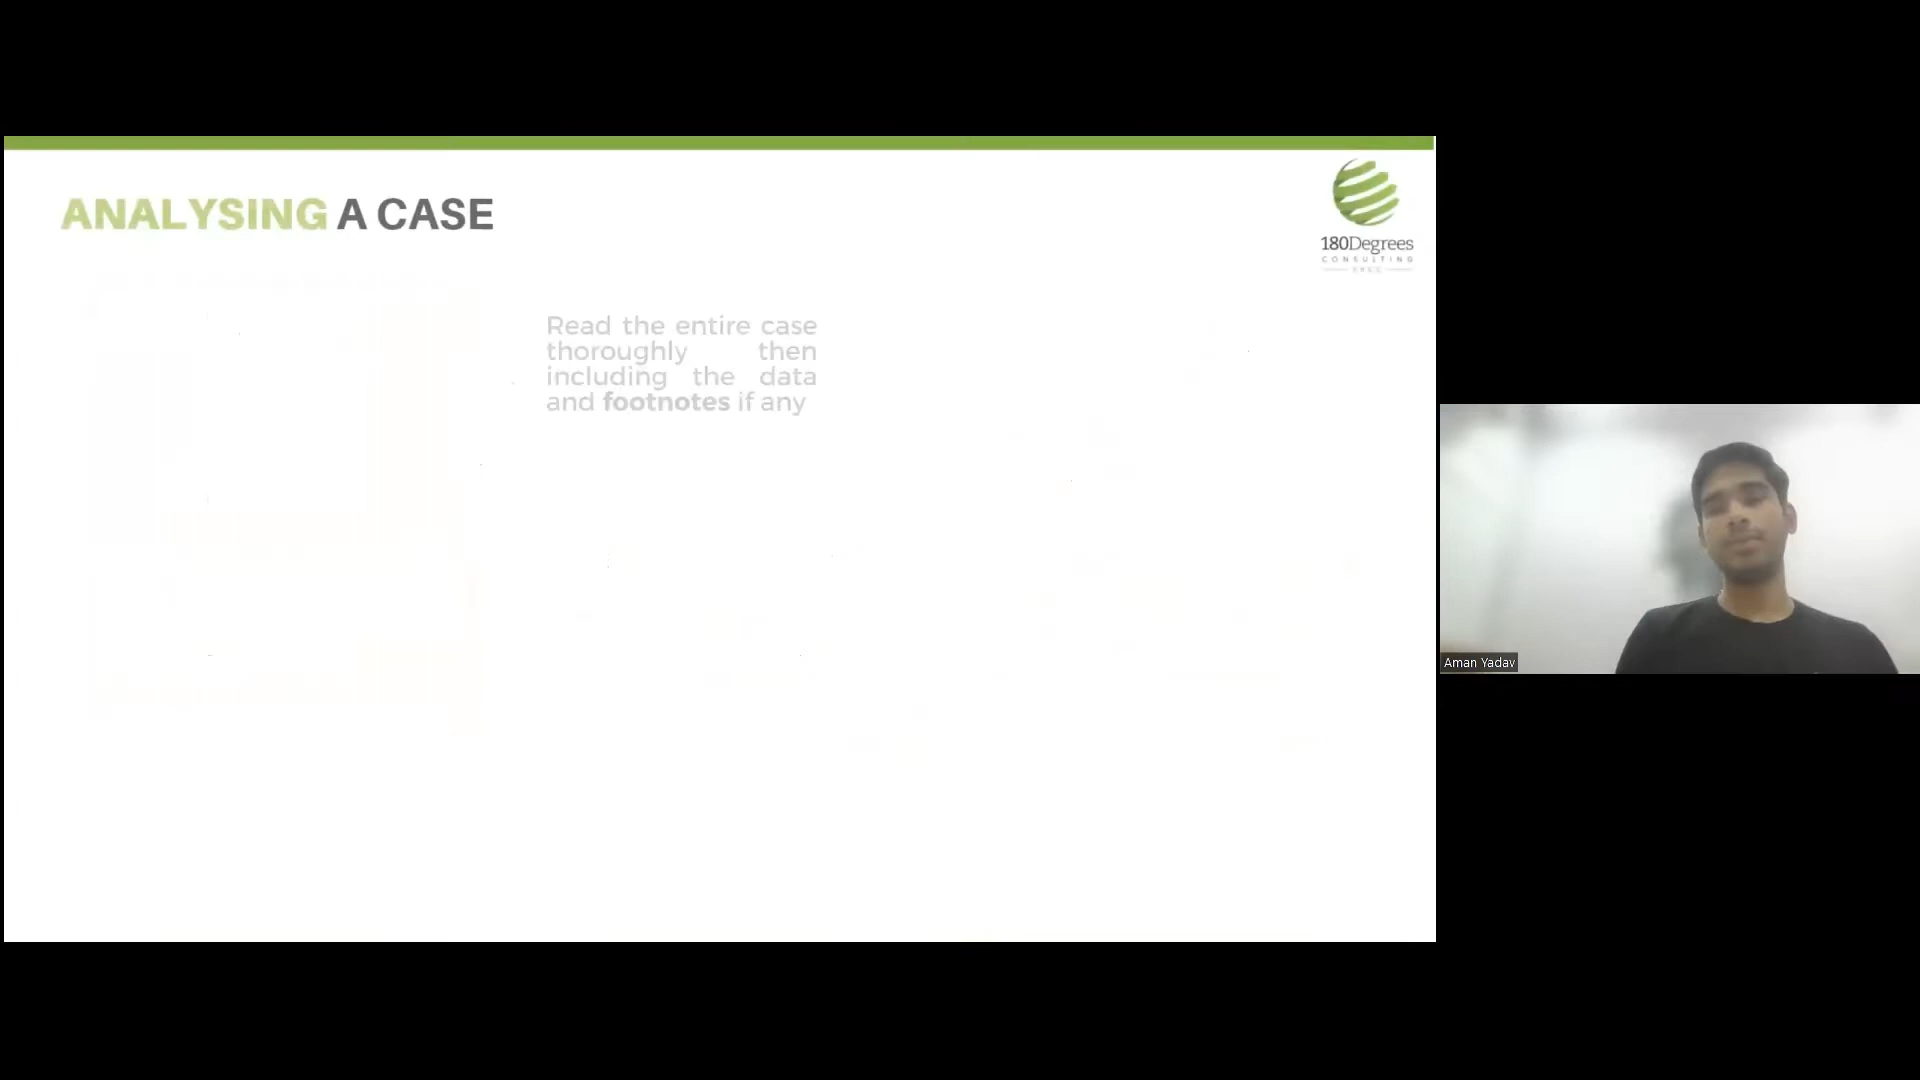 ANALYSING A CASE
180Degrees
CONSULTING
Read the entire case
thoroughly then
including the data
and footnotes if any
Aman Yadav